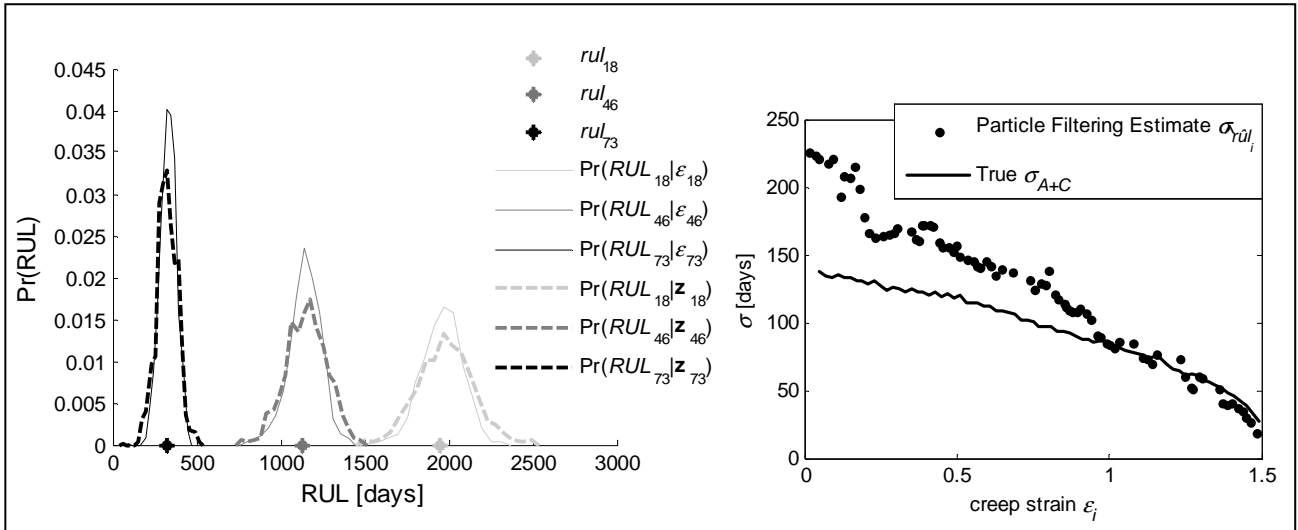 rul18
rul46
rul73
Pr(RUL18|ε18)
Pr(RUL46|ε46)
Pr(RUL73|ε73)
Pr(RUL18|z18)
Pr(RUL46|z46)
Pr(RUL73|z73)
0.045
0.04
0.035
0.03
0.025
0.02
0.015
0.01
0.005
0
Pr(RUL)
0 500 1000 1500 2000 2500 3000
RUL [days]
Particle Filtering Estimate σrûli
True σA+C
250
200
150
100
50
0
σ [days]
0 0.5 1 1.5
creep strain εi